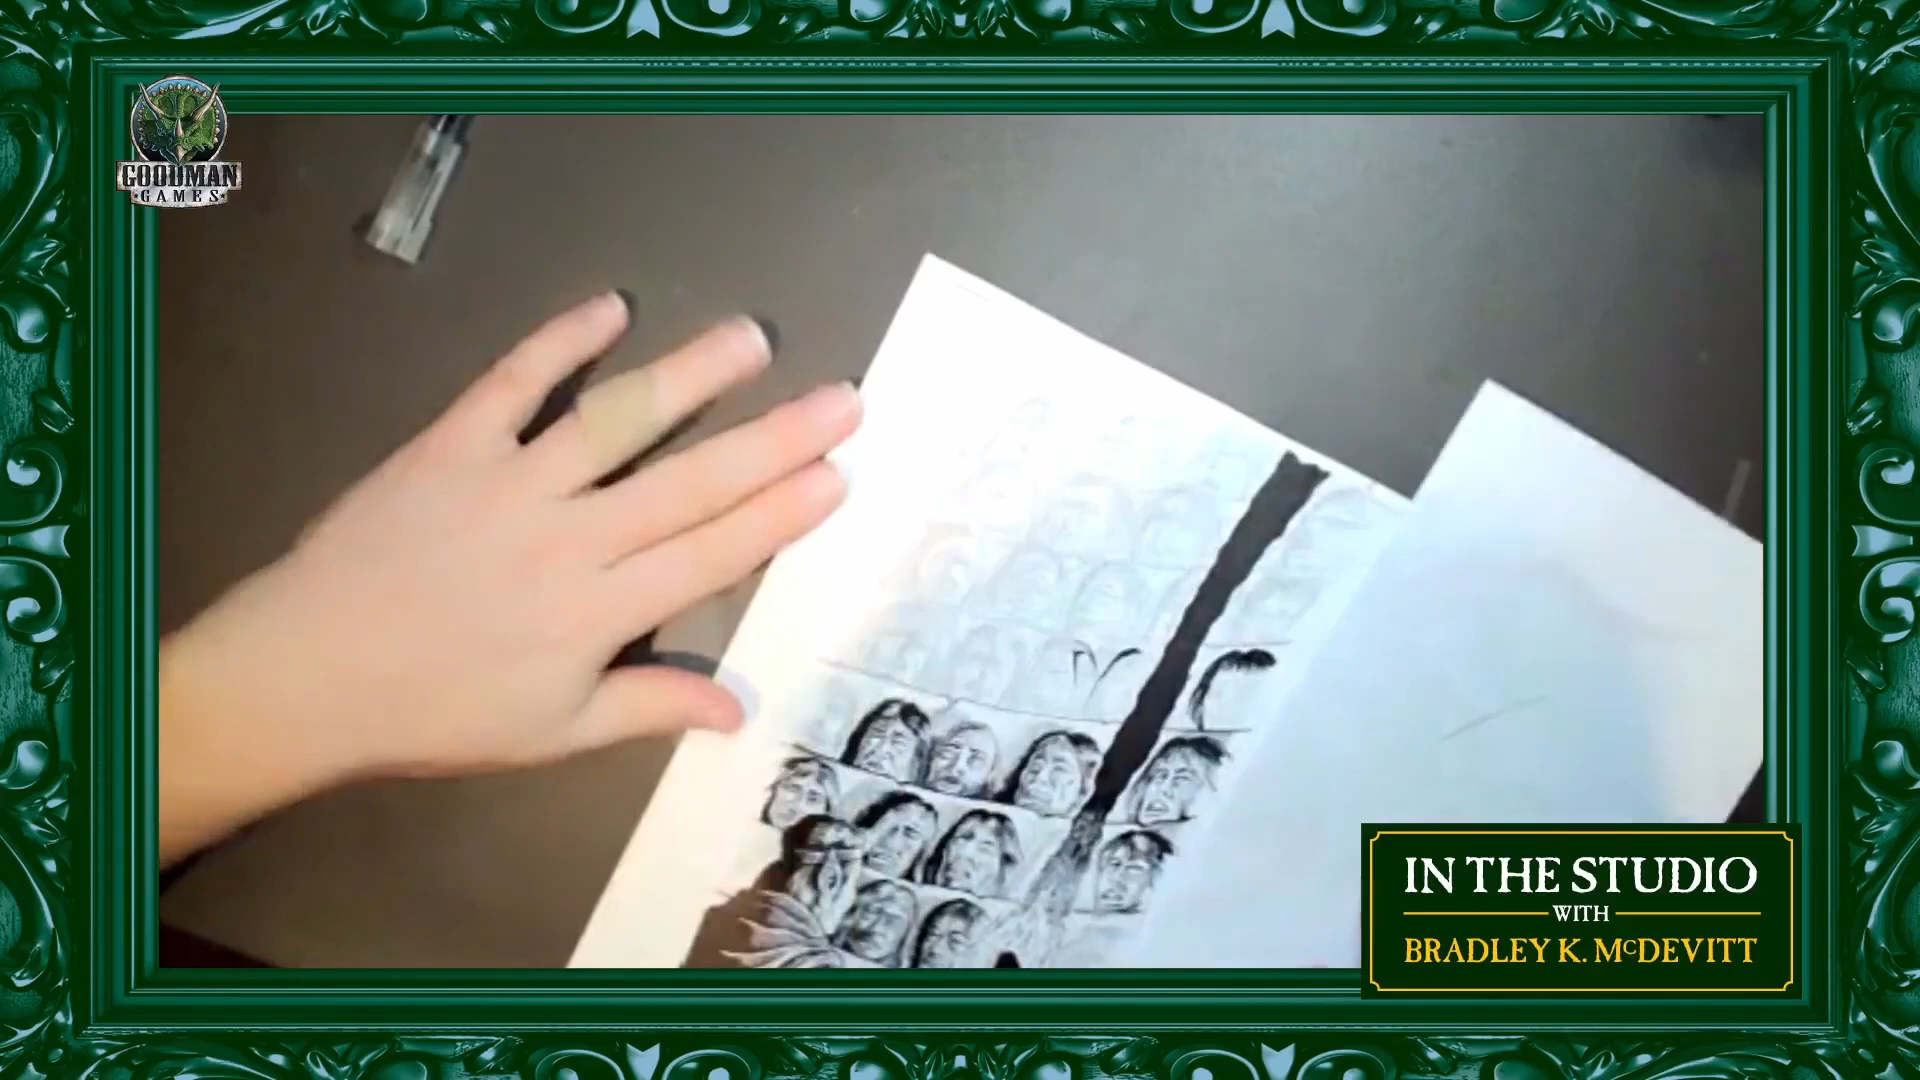 GOODMAN
GAMES
IN THE STUDIO
WITH
BRADLEY K. McDEVITT